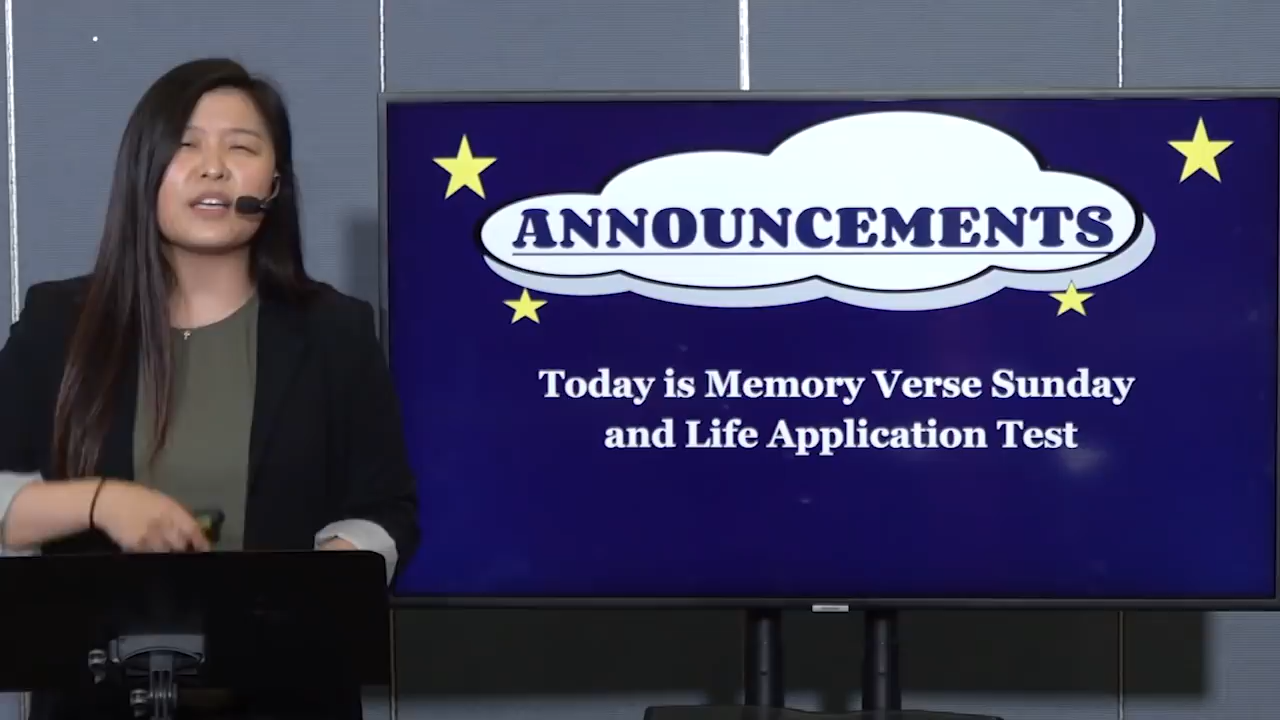 ANNOUNCEMENTS
Today is Memory Verse Sunday
and Life Application Test